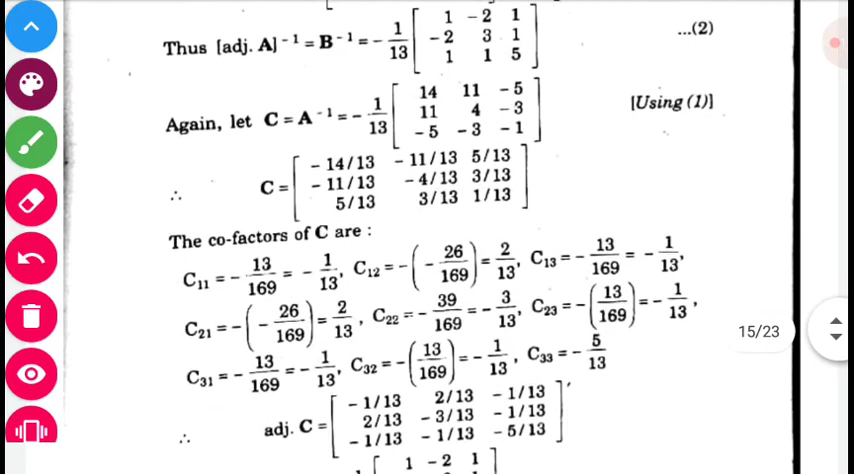 Thus [adj. A]⁻¹ = B⁻¹ = − 1/13 [ 1 − 2 1
− 2 3 1
1 1 5 ] ...(2)
Again, let C = A⁻¹ = − 1/13 [ 14 11 − 5
11 4 − 3
− 5 − 3 − 1 ] [Using (1)]
∴ C = [ − 14/13 − 11/13 5/13
− 11/13 − 4/13 3/13
5/13 3/13 1/13 ]
The co-factors of C are :
C₁₁ = − 13/169 = − 1/13, C₁₂ = −(− 26/169) = 2/13, C₁₃ = − 13/169 = − 1/13,
C₂₁ = −(− 26/169) = 2/13, C₂₂ = − 39/169 = − 3/13, C₂₃ = −(13/169) = − 1/13,
15/23
C₃₁ = − 13/169 = − 1/13, C₃₂ = −(13/169) = − 1/13, C₃₃ = − 5/13
∴ adj. C = [ − 1/13 2/13 − 1/13
2/13 − 3/13 − 1/13
− 1/13 − 1/13 − 5/13 ]′
1 [ 1 − 2 1 ]